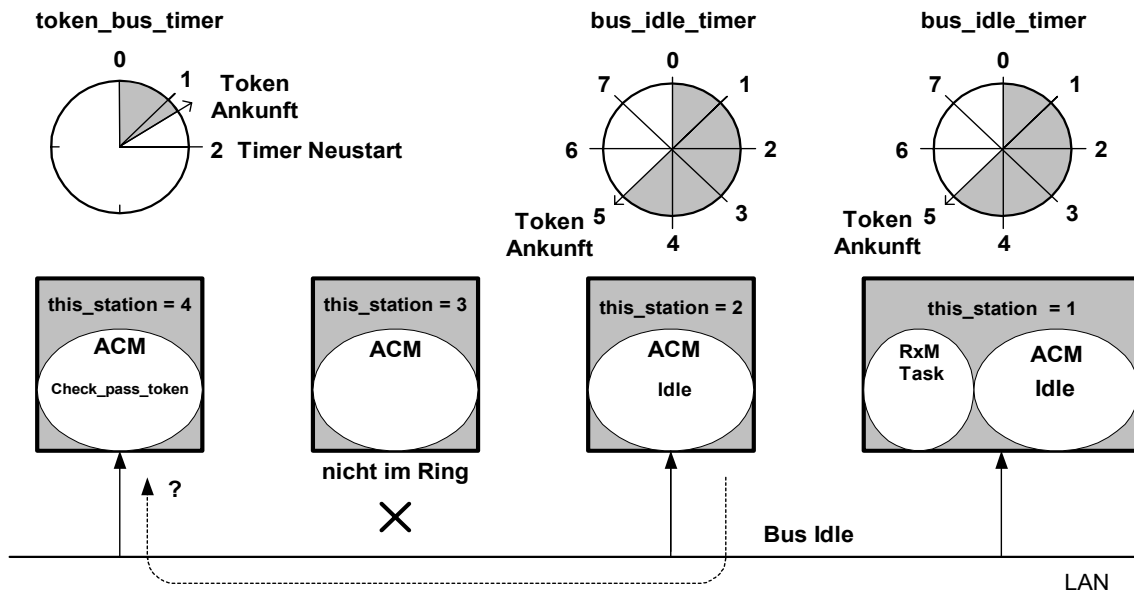 token_bus_timer
0
1
Token
Ankunft
2 Timer Neustart
bus_idle_timer
0
7
1
6
2
Token 5
Ankunft
3
4
bus_idle_timer
0
7
1
6
2
Token 5
Ankunft
3
4
this_station = 4
ACM
Check_pass_token
this_station = 3
ACM
nicht im Ring
this_station = 2
ACM
Idle
this_station = 1
RxM
Task
ACM
Idle
?
Bus Idle
LAN